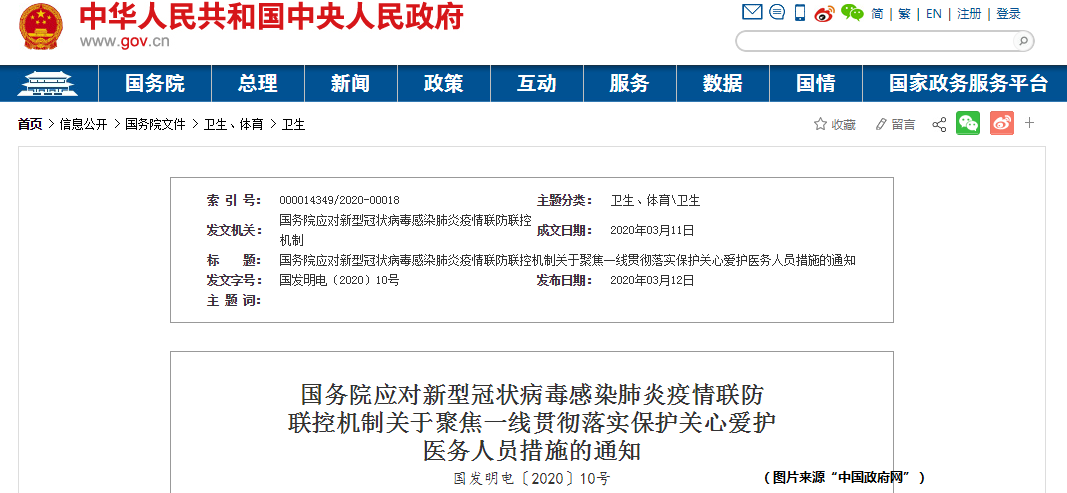 中华人民共和国中央人民政府
www.gov.cn
简 | 繁 | EN | 注册 | 登录
国务院 总理 新闻 政策 互动 服务 数据 国情 国家政务服务平台
首页 > 信息公开 > 国务院文件 > 卫生、体育 > 卫生
收藏 留言
索 引 号： 000014349/2020-00018 主题分类： 卫生、体育\卫生
发文机关： 国务院应对新型冠状病毒感染肺炎疫情联防联控
机制 成文日期： 2020年03月11日
标 题： 国务院应对新型冠状病毒感染肺炎疫情联防联控机制关于聚焦一线贯彻落实保护关心爱护医务人员措施的通知
发文字号： 国发明电〔2020〕10号 发布日期： 2020年03月12日
主 题 词：
国务院应对新型冠状病毒感染肺炎疫情联防
联控机制关于聚焦一线贯彻落实保护关心爱护
医务人员措施的通知
国发明电〔2020〕10号
（图片来源“中国政府网”）